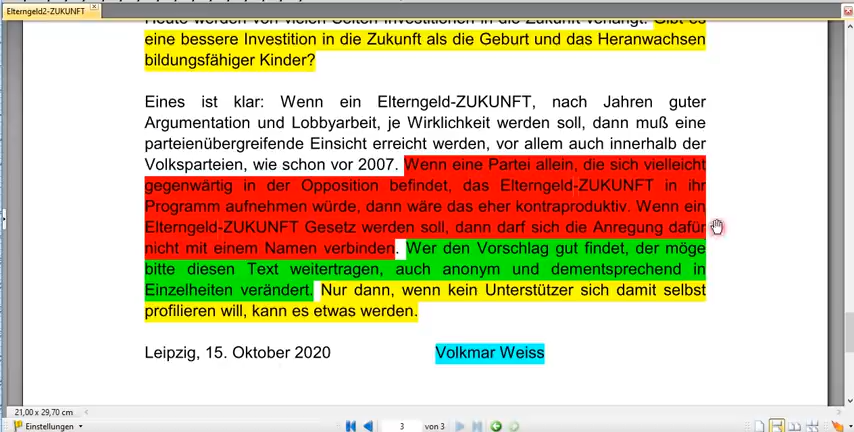 Elterngeld2-ZUKUNFT
Heute werden von vielen Seiten Investitionen in die Zukunft verlangt. Gibt es
eine bessere Investition in die Zukunft als die Geburt und das Heranwachsen
bildungsfähiger Kinder?
Eines ist klar: Wenn ein Elterngeld-ZUKUNFT, nach Jahren guter
Argumentation und Lobbyarbeit, je Wirklichkeit werden soll, dann muß eine
parteienübergreifende Einsicht erreicht werden, vor allem auch innerhalb der
Volksparteien, wie schon vor 2007. Wenn eine Partei allein, die sich vielleicht
gegenwärtig in der Opposition befindet, das Elterngeld-ZUKUNFT in ihr
Programm aufnehmen würde, dann wäre das eher kontraproduktiv. Wenn ein
Elterngeld-ZUKUNFT Gesetz werden soll, dann darf sich die Anregung dafür
nicht mit einem Namen verbinden. Wer den Vorschlag gut findet, der möge
bitte diesen Text weitertragen, auch anonym und dementsprechend in
Einzelheiten verändert. Nur dann, wenn kein Unterstützer sich damit selbst
profilieren will, kann es etwas werden.
Leipzig, 15. Oktober 2020 Volkmar Weiss
21,00 x 29,70 cm
Einstellungen 3 von 3